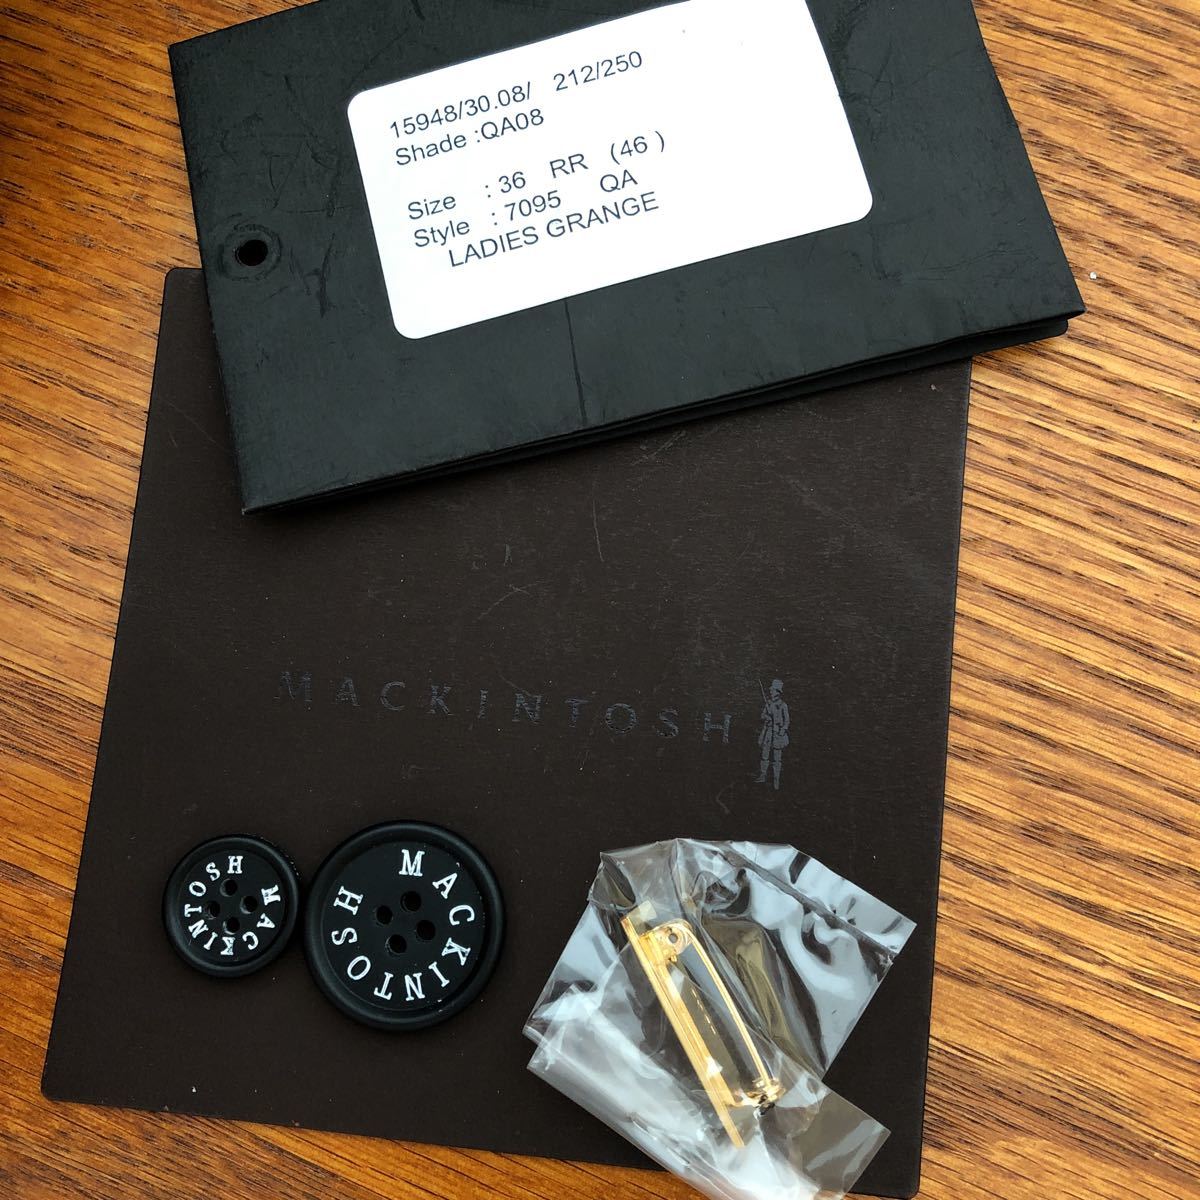 15948/30.08/ 212/250
Shade :QA08
Size : 36 RR (46 )
Style : 7095 QA
LADIES GRANGE
MACKINTOSH
MACKINTOSH
MACKINTOSH